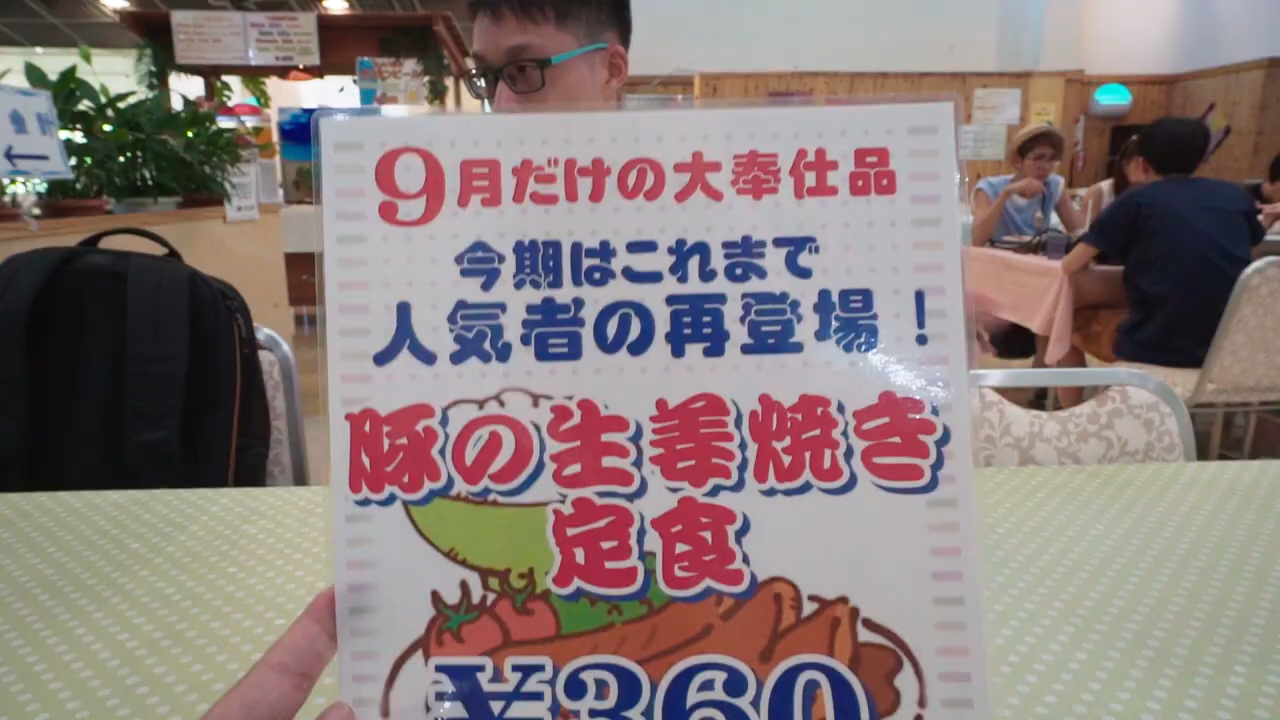 9月だけの大奉仕品
今期はこれまで
人気者の再登場！
豚の生姜焼き
定食
¥360